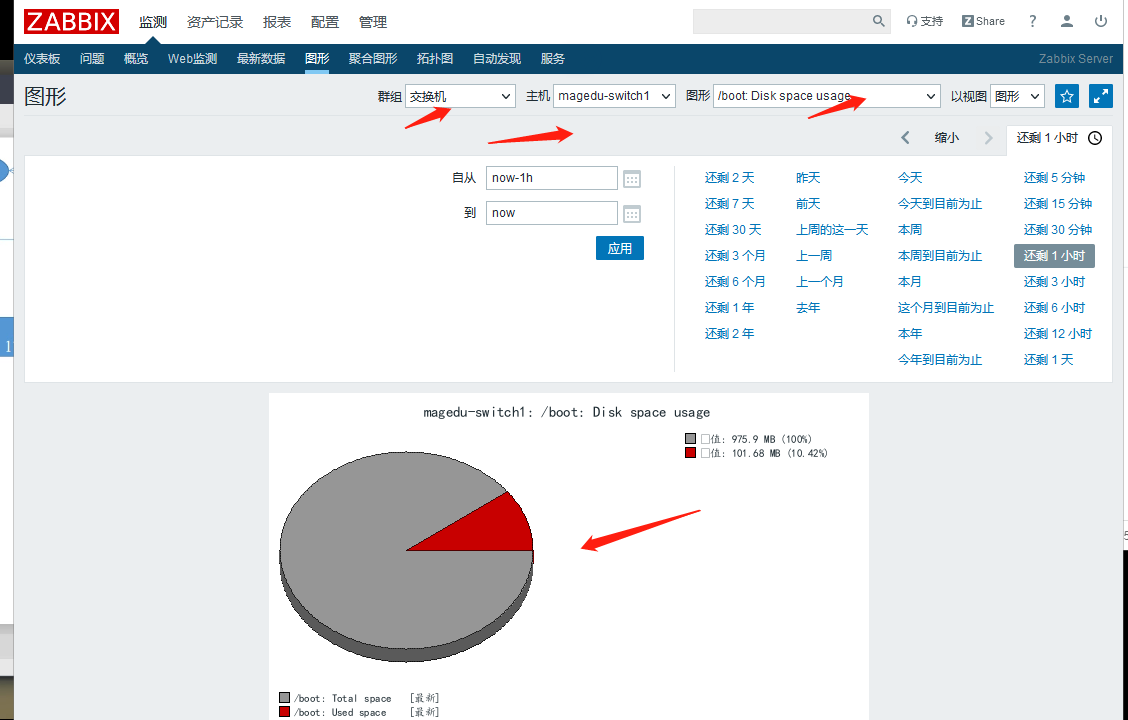 ZABBIX 监测 资产记录 报表 配置 管理 支持 Z Share ?
仪表板 问题 概览 Web监测 最新数据 图形 聚合图形 拓扑图 自动发现 服务 Zabbix Server
图形 群组 交换机 主机 magedu-switch1 图形 /boot: Disk space usage 以视图 图形
缩小 还剩 1 小时
自从 now-1h
到 now
应用
还剩 2 天 昨天 今天 还剩 5 分钟
还剩 7 天 前天 今天到目前为止 还剩 15 分钟
还剩 30 天 上周的这一天 本周 还剩 30 分钟
还剩 3 个月 上一周 本周到目前为止 还剩 1 小时
还剩 6 个月 上一个月 本月 还剩 3 小时
还剩 1 年 去年 这个月到目前为止 还剩 6 小时
还剩 2 年 本年 还剩 12 小时
今年到目前为止 还剩 1 天
magedu-switch1: /boot: Disk space usage
□值: 975.9 MB (100%)
□值: 101.68 MB (10.42%)
/boot: Total space [最新]
/boot: Used space [最新]